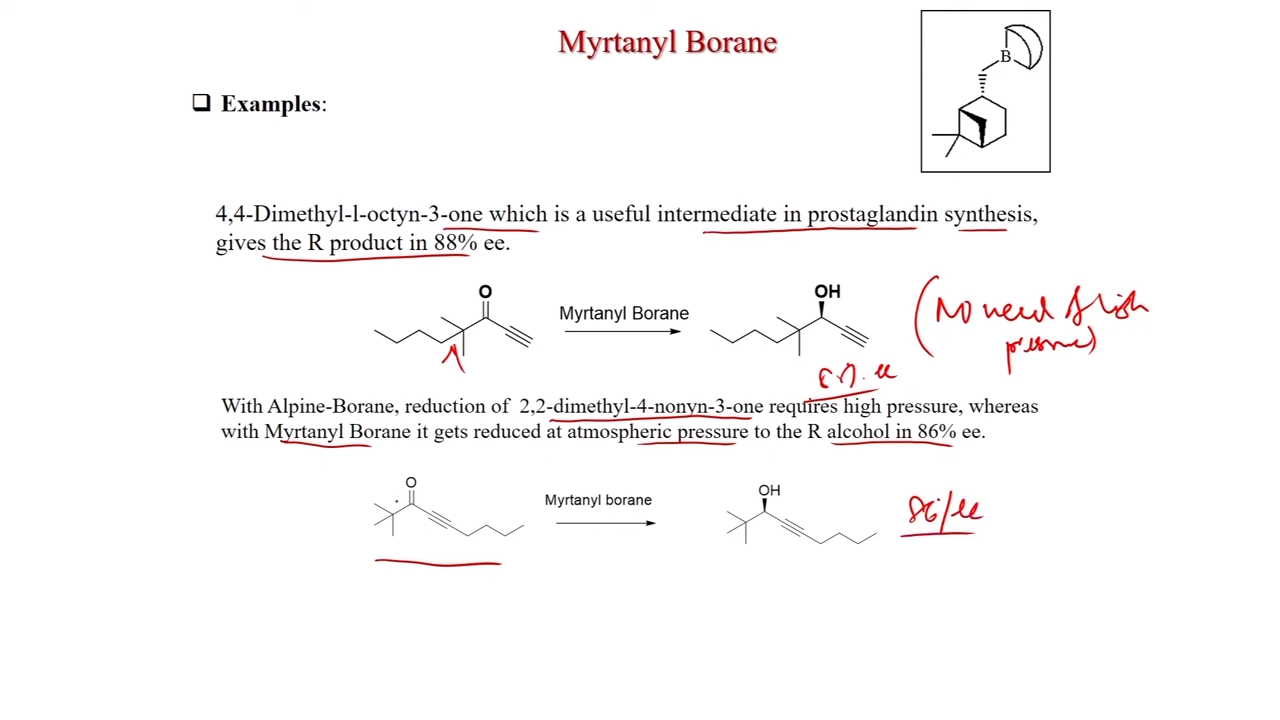 Myrtanyl Borane
B
❑ Examples:
4,4-Dimethyl-l-octyn-3-one which is a useful intermediate in prostaglandin synthesis,
gives the R product in 88% ee.
O
OH
Myrtanyl Borane
(No need of high
pressure)
ee
With Alpine-Borane, reduction of 2,2-dimethyl-4-nonyn-3-one requires high pressure, whereas
with Myrtanyl Borane it gets reduced at atmospheric pressure to the R alcohol in 86% ee.
O
OH
Myrtanyl borane
86% ee